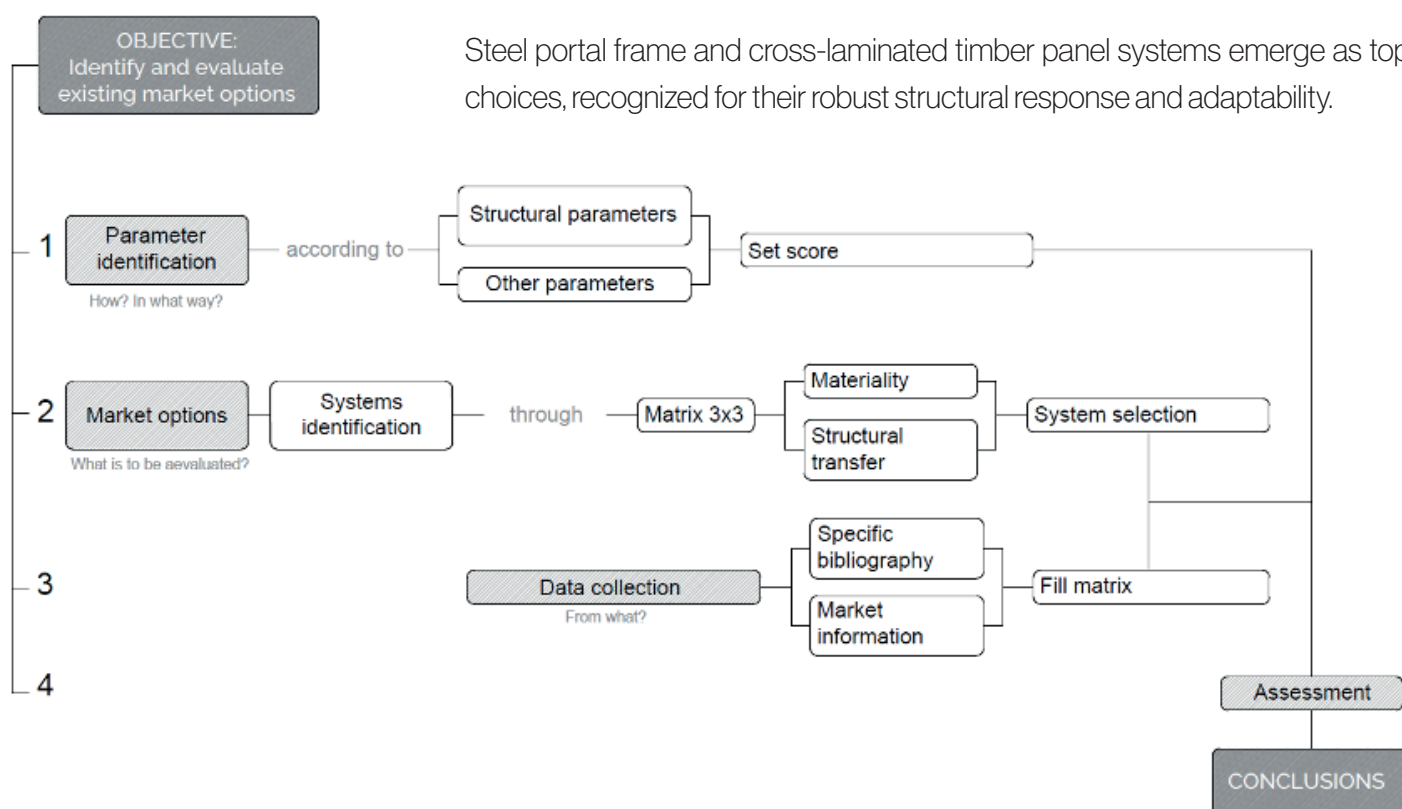 OBJECTIVE:
Identify and evaluate
existing market options
Steel portal frame and cross-laminated timber panel systems emerge as top
choices, recognized for their robust structural response and adaptability.
1
Parameter
identification
How? In what way?
according to
Structural parameters
Other parameters
Set score
2
Market options
What is to be aevaluated?
Systems
identification
through
Matrix 3x3
Materiality
Structural
transfer
System selection
3
Data collection
From what?
Specific
bibliography
Market
information
Fill matrix
4
Assessment
CONCLUSIONS